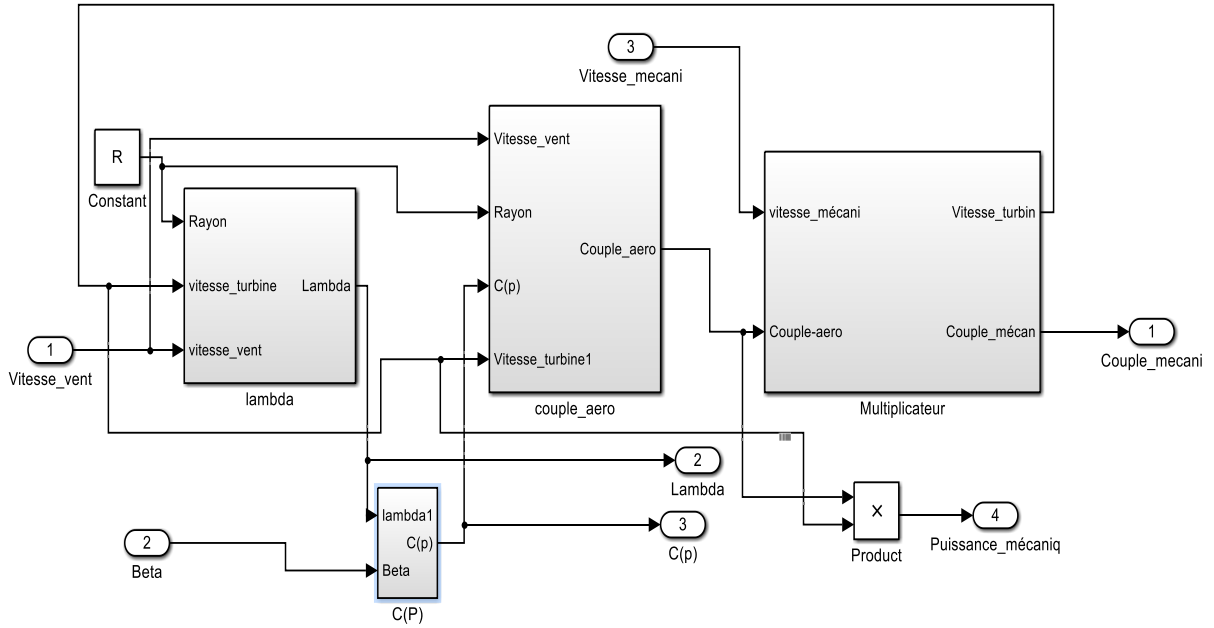 3
Vitesse_mecani
R
Constant
Rayon
vitesse_turbine
vitesse_vent
Lambda
lambda
1
Vitesse_vent
Vitesse_vent
Rayon
C(p)
Vitesse_turbine1
Couple_aero
couple_aero
vitesse_mécani
Couple-aero
Vitesse_turbin
Couple_mécan
Multiplicateur
1
Couple_mecani
2
Lambda
3
C(p)
2
Beta
lambda1
C(p)
Beta
C(P)
×
Product
4
Puissance_mécaniq